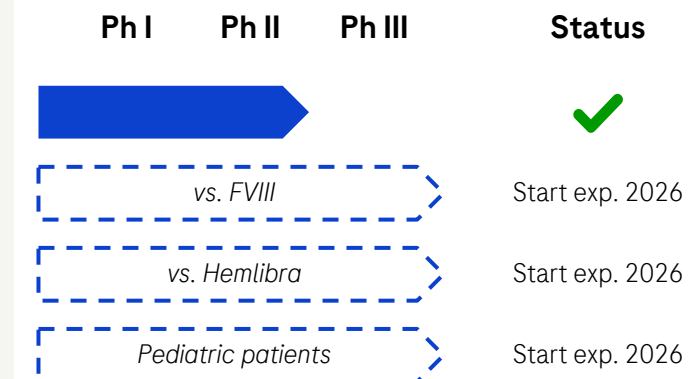 Ph I Ph II Ph III Status
vs. FVIII Start exp. 2026
vs. Hemlibra Start exp. 2026
Pediatric patients Start exp. 2026